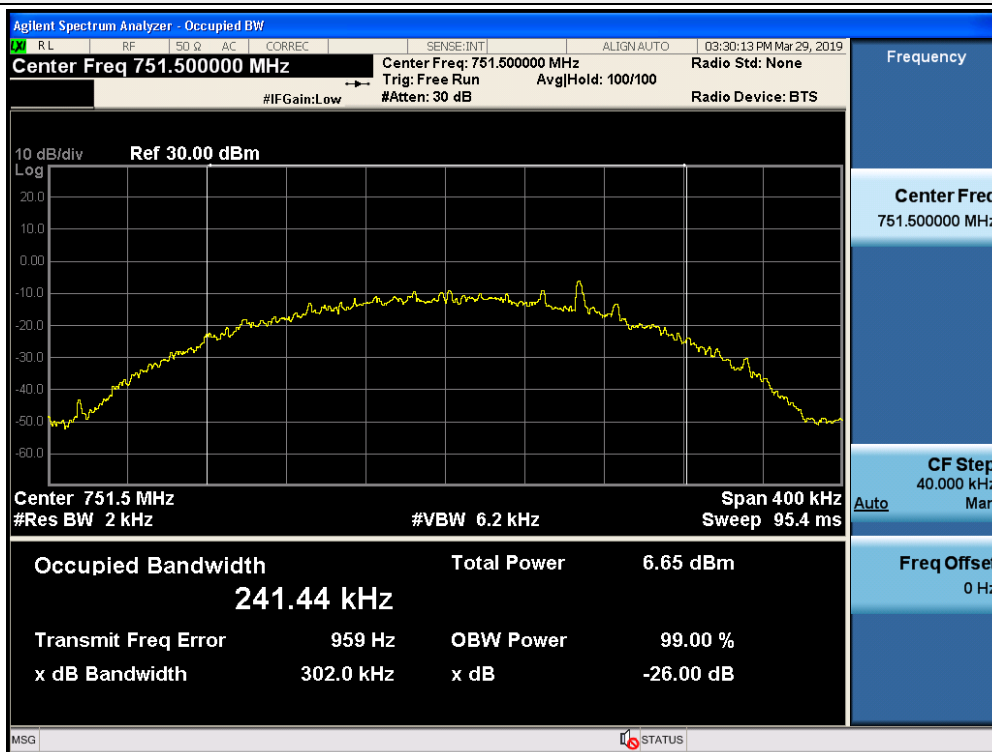 Agilent Spectrum Analyzer - Occupied BW
LXI RL RF 50 Ω AC CORREC SENSE:INT ALIGN AUTO 03:30:13 PM Mar 29, 2019
Center Freq 751.500000 MHz
Center Freq: 751.500000 MHz
Radio Std: None
Trig: Free Run Avg|Hold: 100/100
#IFGain:Low
#Atten: 30 dB
Radio Device: BTS
Frequency
10 dB/div Ref 30.00 dBm
Log
20.0
10.0
0.00
-10.0
-20.0
-30.0
-40.0
-50.0
-60.0
Center Freq
751.500000 MHz
Center 751.5 MHz Span 400 kHz
#Res BW 2 kHz #VBW 6.2 kHz Sweep 95.4 ms
CF Step
40.000 kHz
Auto Man
Occupied Bandwidth Total Power 6.65 dBm
241.44 kHz
Transmit Freq Error 959 Hz OBW Power 99.00 %
x dB Bandwidth 302.0 kHz x dB -26.00 dB
Freq Offset
0 Hz
MSG STATUS